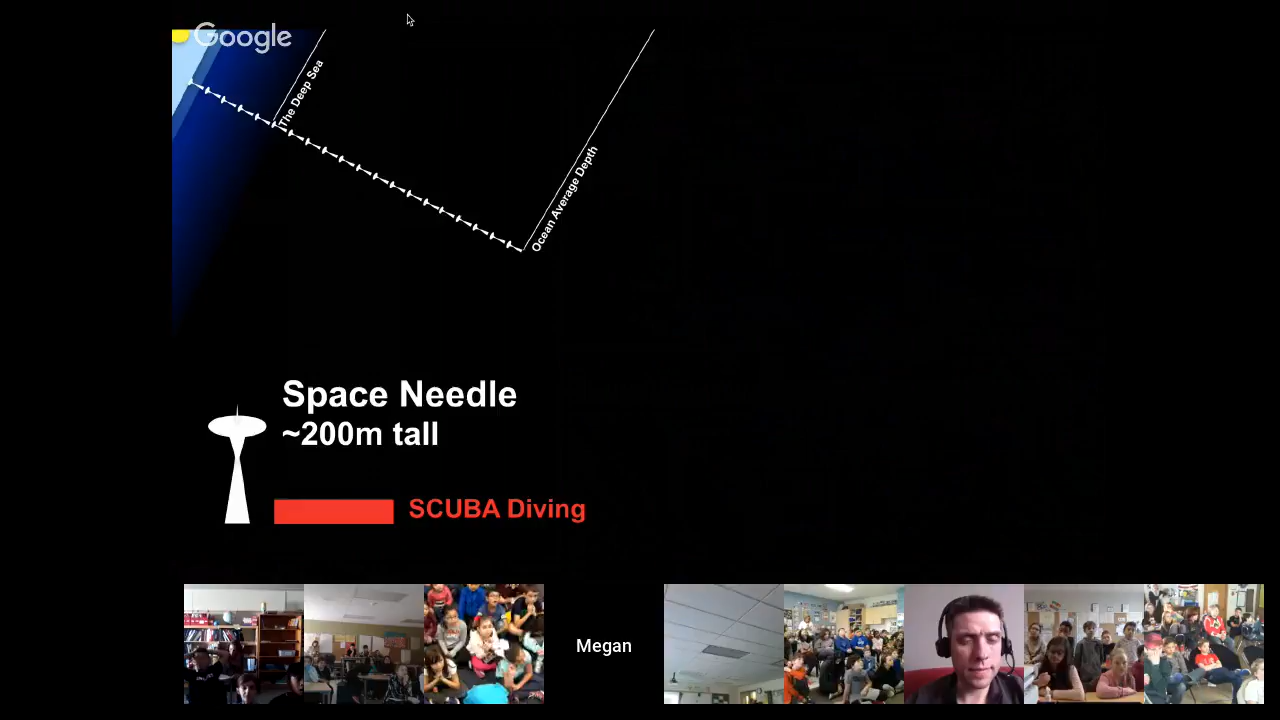 Google
The Deep Sea
Ocean Average Depth
Space Needle
~200m tall
SCUBA Diving
Megan